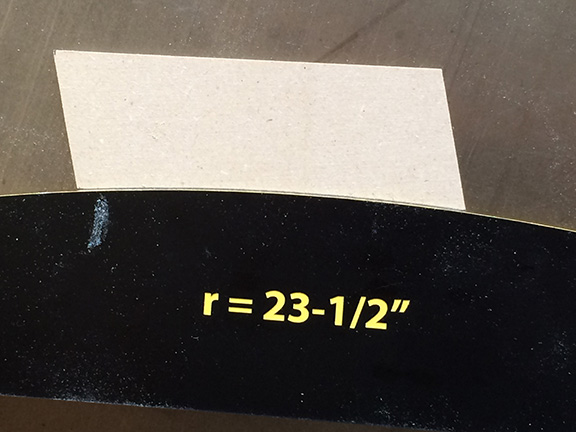 r = 23-1/2”